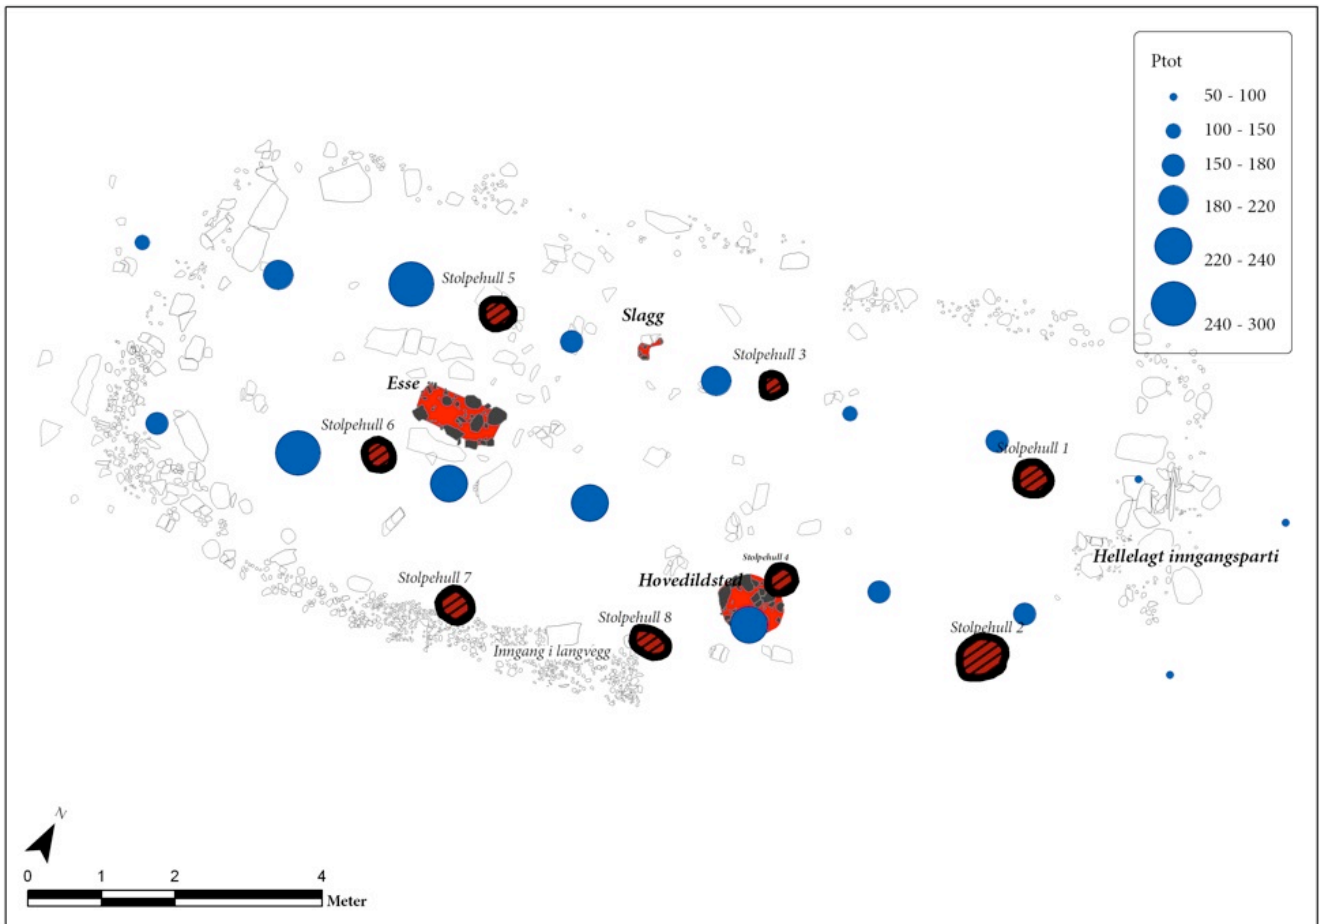 Ptot
50 - 100
100 - 150
150 - 180
180 - 220
220 - 240
240 - 300
Stolpehull 5
Slagg
Stolpehull 3
Esse
Stolpehull 6
Stolpehull 1
Hellelagt inngangsparti
Stolpehull 4
Hovedildsted
Stolpehull 7
Stolpehull 8
Stolpehull 2
Inngang i langvegg
N
0 1 2 4
Meter